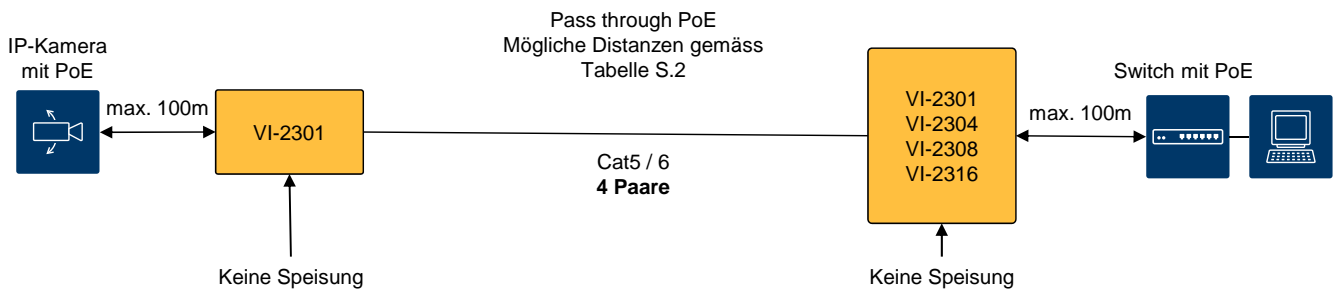 Pass through PoE
Mögliche Distanzen gemäss
Tabelle S.2
IP-Kamera
mit PoE
max. 100m
VI-2301
Cat5 / 6
4 Paare
VI-2301
VI-2304
VI-2308
VI-2316
max. 100m
Switch mit PoE
Keine Speisung
Keine Speisung